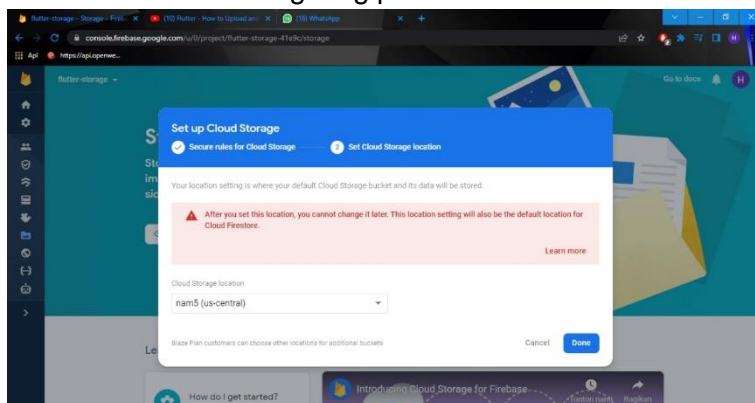 flutter-storage - Storage - Fireb
(10) Flutter - How to Upload and
(16) WhatsApp
console.firebase.google.com/u/0/project/flutter-storage-41e9c/storage
Api
https://api.openwe...
flutter-storage
Go to docs
H
Set up Cloud Storage
Secure rules for Cloud Storage
2 Set Cloud Storage location
Your location setting is where your default Cloud Storage bucket and its data will be stored.
After you set this location, you cannot change it later. This location setting will also be the default location for
Cloud Firestore.
Learn more
Cloud Storage location
nam5 (us-central)
Blaze Plan customers can choose other locations for additional buckets
Cancel
Done
How do I get started?
Introducing Cloud Storage for Firebase
Tonton nanti
Bagikan